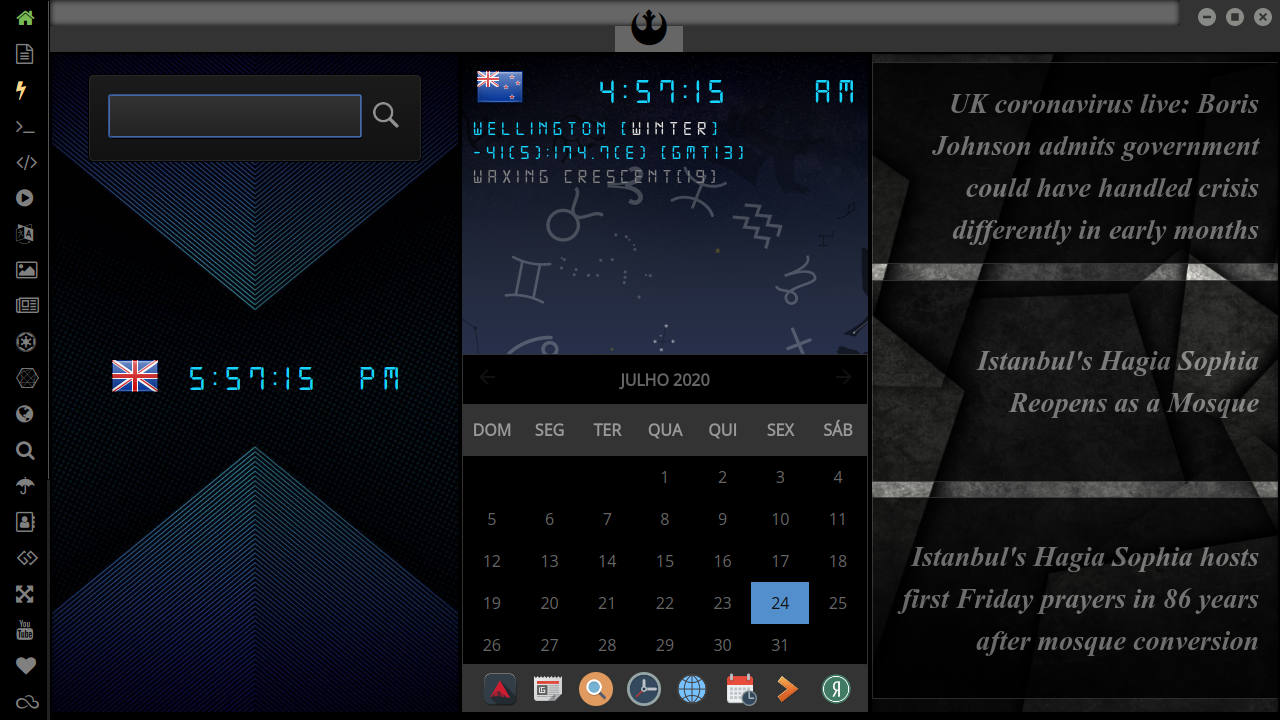 5:57:15 PM
4:57:15 AM
WELLINGTON (WINTER)
-41(S):174.7(E) (GMT13)
WAXING CRESCENT(19)
JULHO 2020
DOM SEG TER QUA QUI SEX SÁB
1 2 3 4
5 6 7 8 9 10 11
12 13 14 15 16 17 18
19 20 21 22 23 24 25
26 27 28 29 30 31
UK coronavirus live: Boris
Johnson admits government
could have handled crisis
differently in early months
Istanbul's Hagia Sophia
Reopens as a Mosque
Istanbul's Hagia Sophia hosts
first Friday prayers in 86 years
after mosque conversion
You
Tube
Я